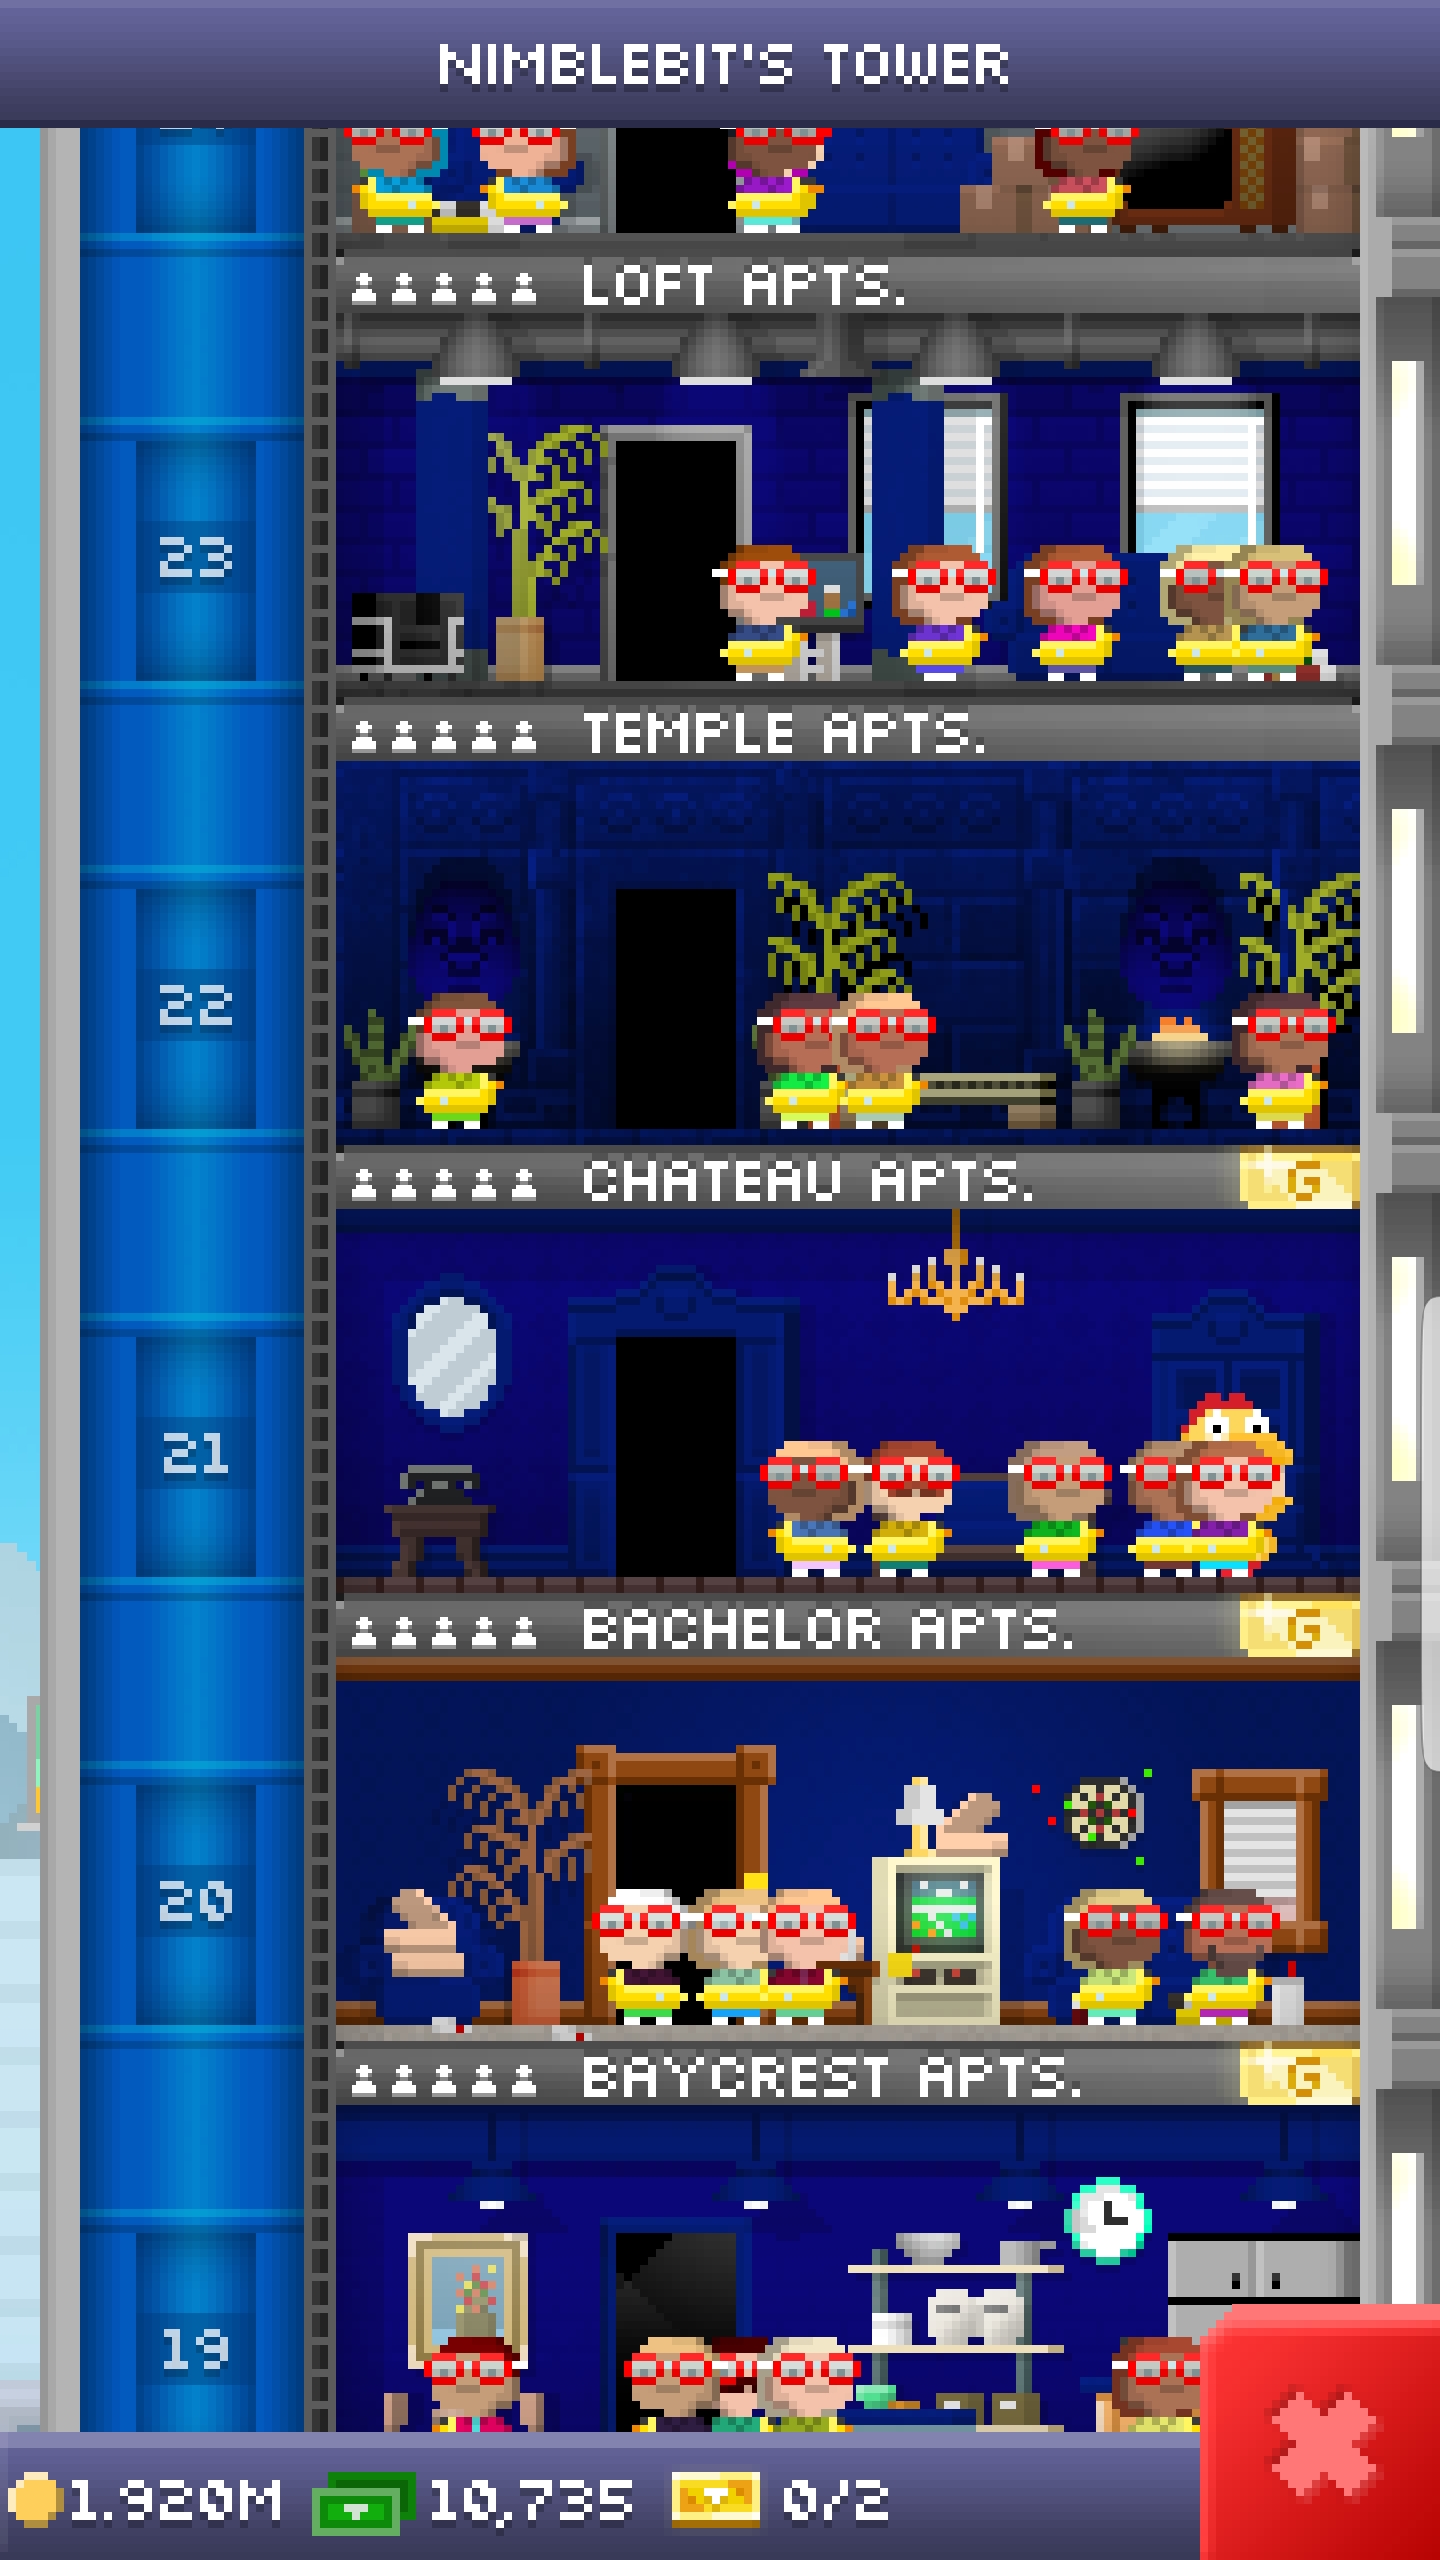 NIMBLEBIT'S TOWER
LOFT APTS.
23
TEMPLE APTS.
22
CHATEAU APTS. G
21
BACHELOR APTS. G
20
BAYCREST APTS. G
19
1.920M 10,735 0/2